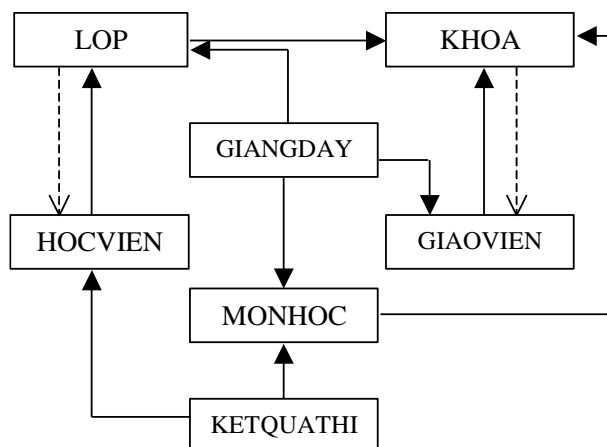 LOP
KHOA
GIANGDAY
HOCVIEN
GIAOVIEN
MONHOC
KETQUATHI